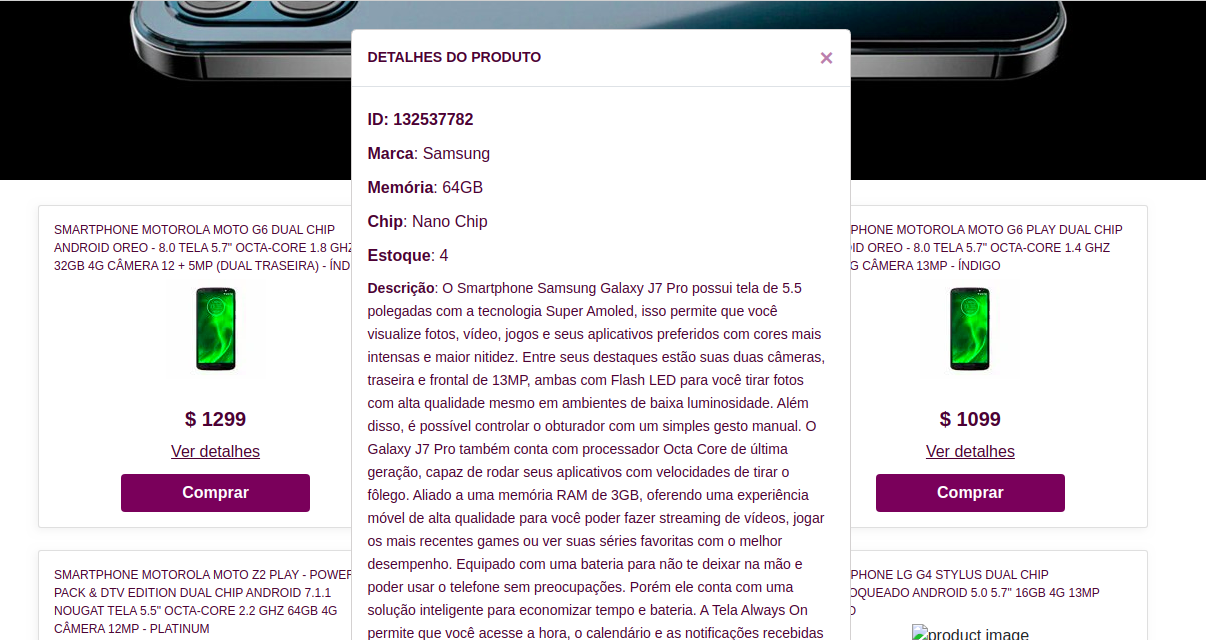 DETALHES DO PRODUTO
×
ID: 132537782
Marca: Samsung
Memória: 64GB
Chip: Nano Chip
Estoque: 4
Descrição: O Smartphone Samsung Galaxy J7 Pro possui tela de 5.5
polegadas com a tecnologia Super Amoled, isso permite que você
visualize fotos, vídeo, jogos e seus aplicativos preferidos com cores mais
intensas e maior nitidez. Entre seus destaques estão suas duas câmeras,
traseira e frontal de 13MP, ambas com Flash LED para você tirar fotos
com alta qualidade mesmo em ambientes de baixa luminosidade. Além
disso, é possível controlar o obturador com um simples gesto manual. O
Galaxy J7 Pro também conta com processador Octa Core de última
geração, capaz de rodar seus aplicativos com velocidades de tirar o
fôlego. Aliado a uma memória RAM de 3GB, oferendo uma experiência
móvel de alta qualidade para você poder fazer streaming de vídeos, jogar
os mais recentes games ou ver suas séries favoritas com o melhor
desempenho. Equipado com uma bateria para não te deixar na mão e
poder usar o telefone sem preocupações. Porém ele conta com uma
solução inteligente para economizar tempo e bateria. A Tela Always On
permite que você acesse a hora, o calendário e as notificações recebidas
SMARTPHONE MOTOROLA MOTO G6 DUAL CHIP
ANDROID OREO - 8.0 TELA 5.7" OCTA-CORE 1.8 GHZ
32GB 4G CÂMERA 12 + 5MP (DUAL TRASEIRA) - ÍND
$ 1299
Ver detalhes
Comprar
PHONE MOTOROLA MOTO G6 PLAY DUAL CHIP
ID OREO - 8.0 TELA 5.7" OCTA-CORE 1.4 GHZ
G CÂMERA 13MP - ÍNDIGO
$ 1099
Ver detalhes
Comprar
SMARTPHONE MOTOROLA MOTO Z2 PLAY - POWER
PACK & DTV EDITION DUAL CHIP ANDROID 7.1.1
NOUGAT TELA 5.5" OCTA-CORE 2.2 GHZ 64GB 4G
CÂMERA 12MP - PLATINUM
PHONE LG G4 STYLUS DUAL CHIP
OQUEADO ANDROID 5.0 5.7" 16GB 4G 13MP
product image